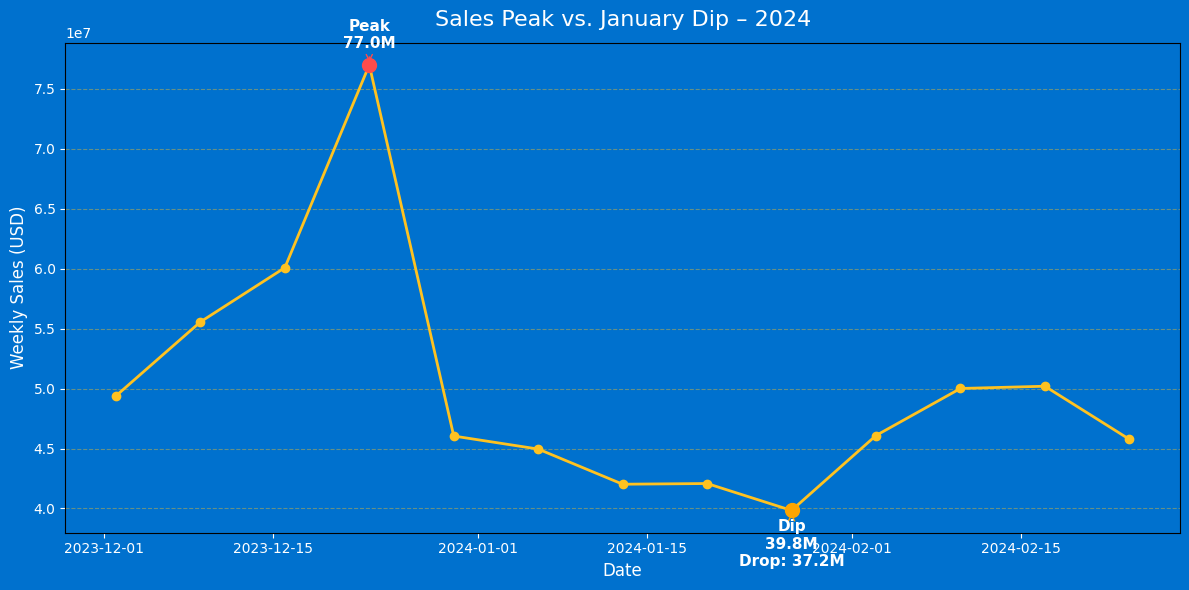 Sales Peak vs. January Dip – 2024
Peak
77.0M
1e7
7.5
7.0
6.5
6.0
5.5
5.0
4.5
4.0
Weekly Sales (USD)
Dip
39.8M
Drop: 37.2M
2023-12-01 2023-12-15 2024-01-01 2024-01-15 2024-02-01 2024-02-15
Date